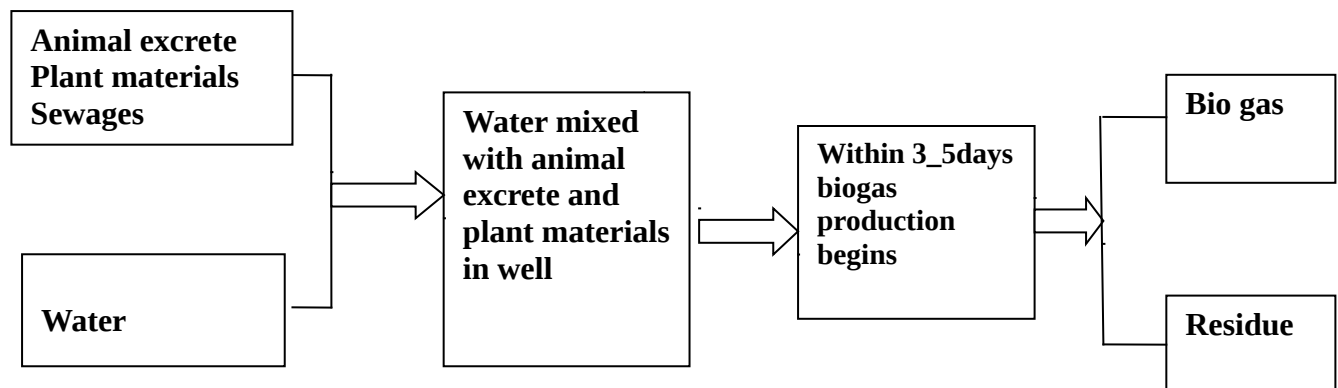 Animal excrete
Plant materials
Sewages
Water
Water mixed
with animal
excrete and
plant materials
in well
Within 3_5days
biogas
production
begins
Bio gas
Residue